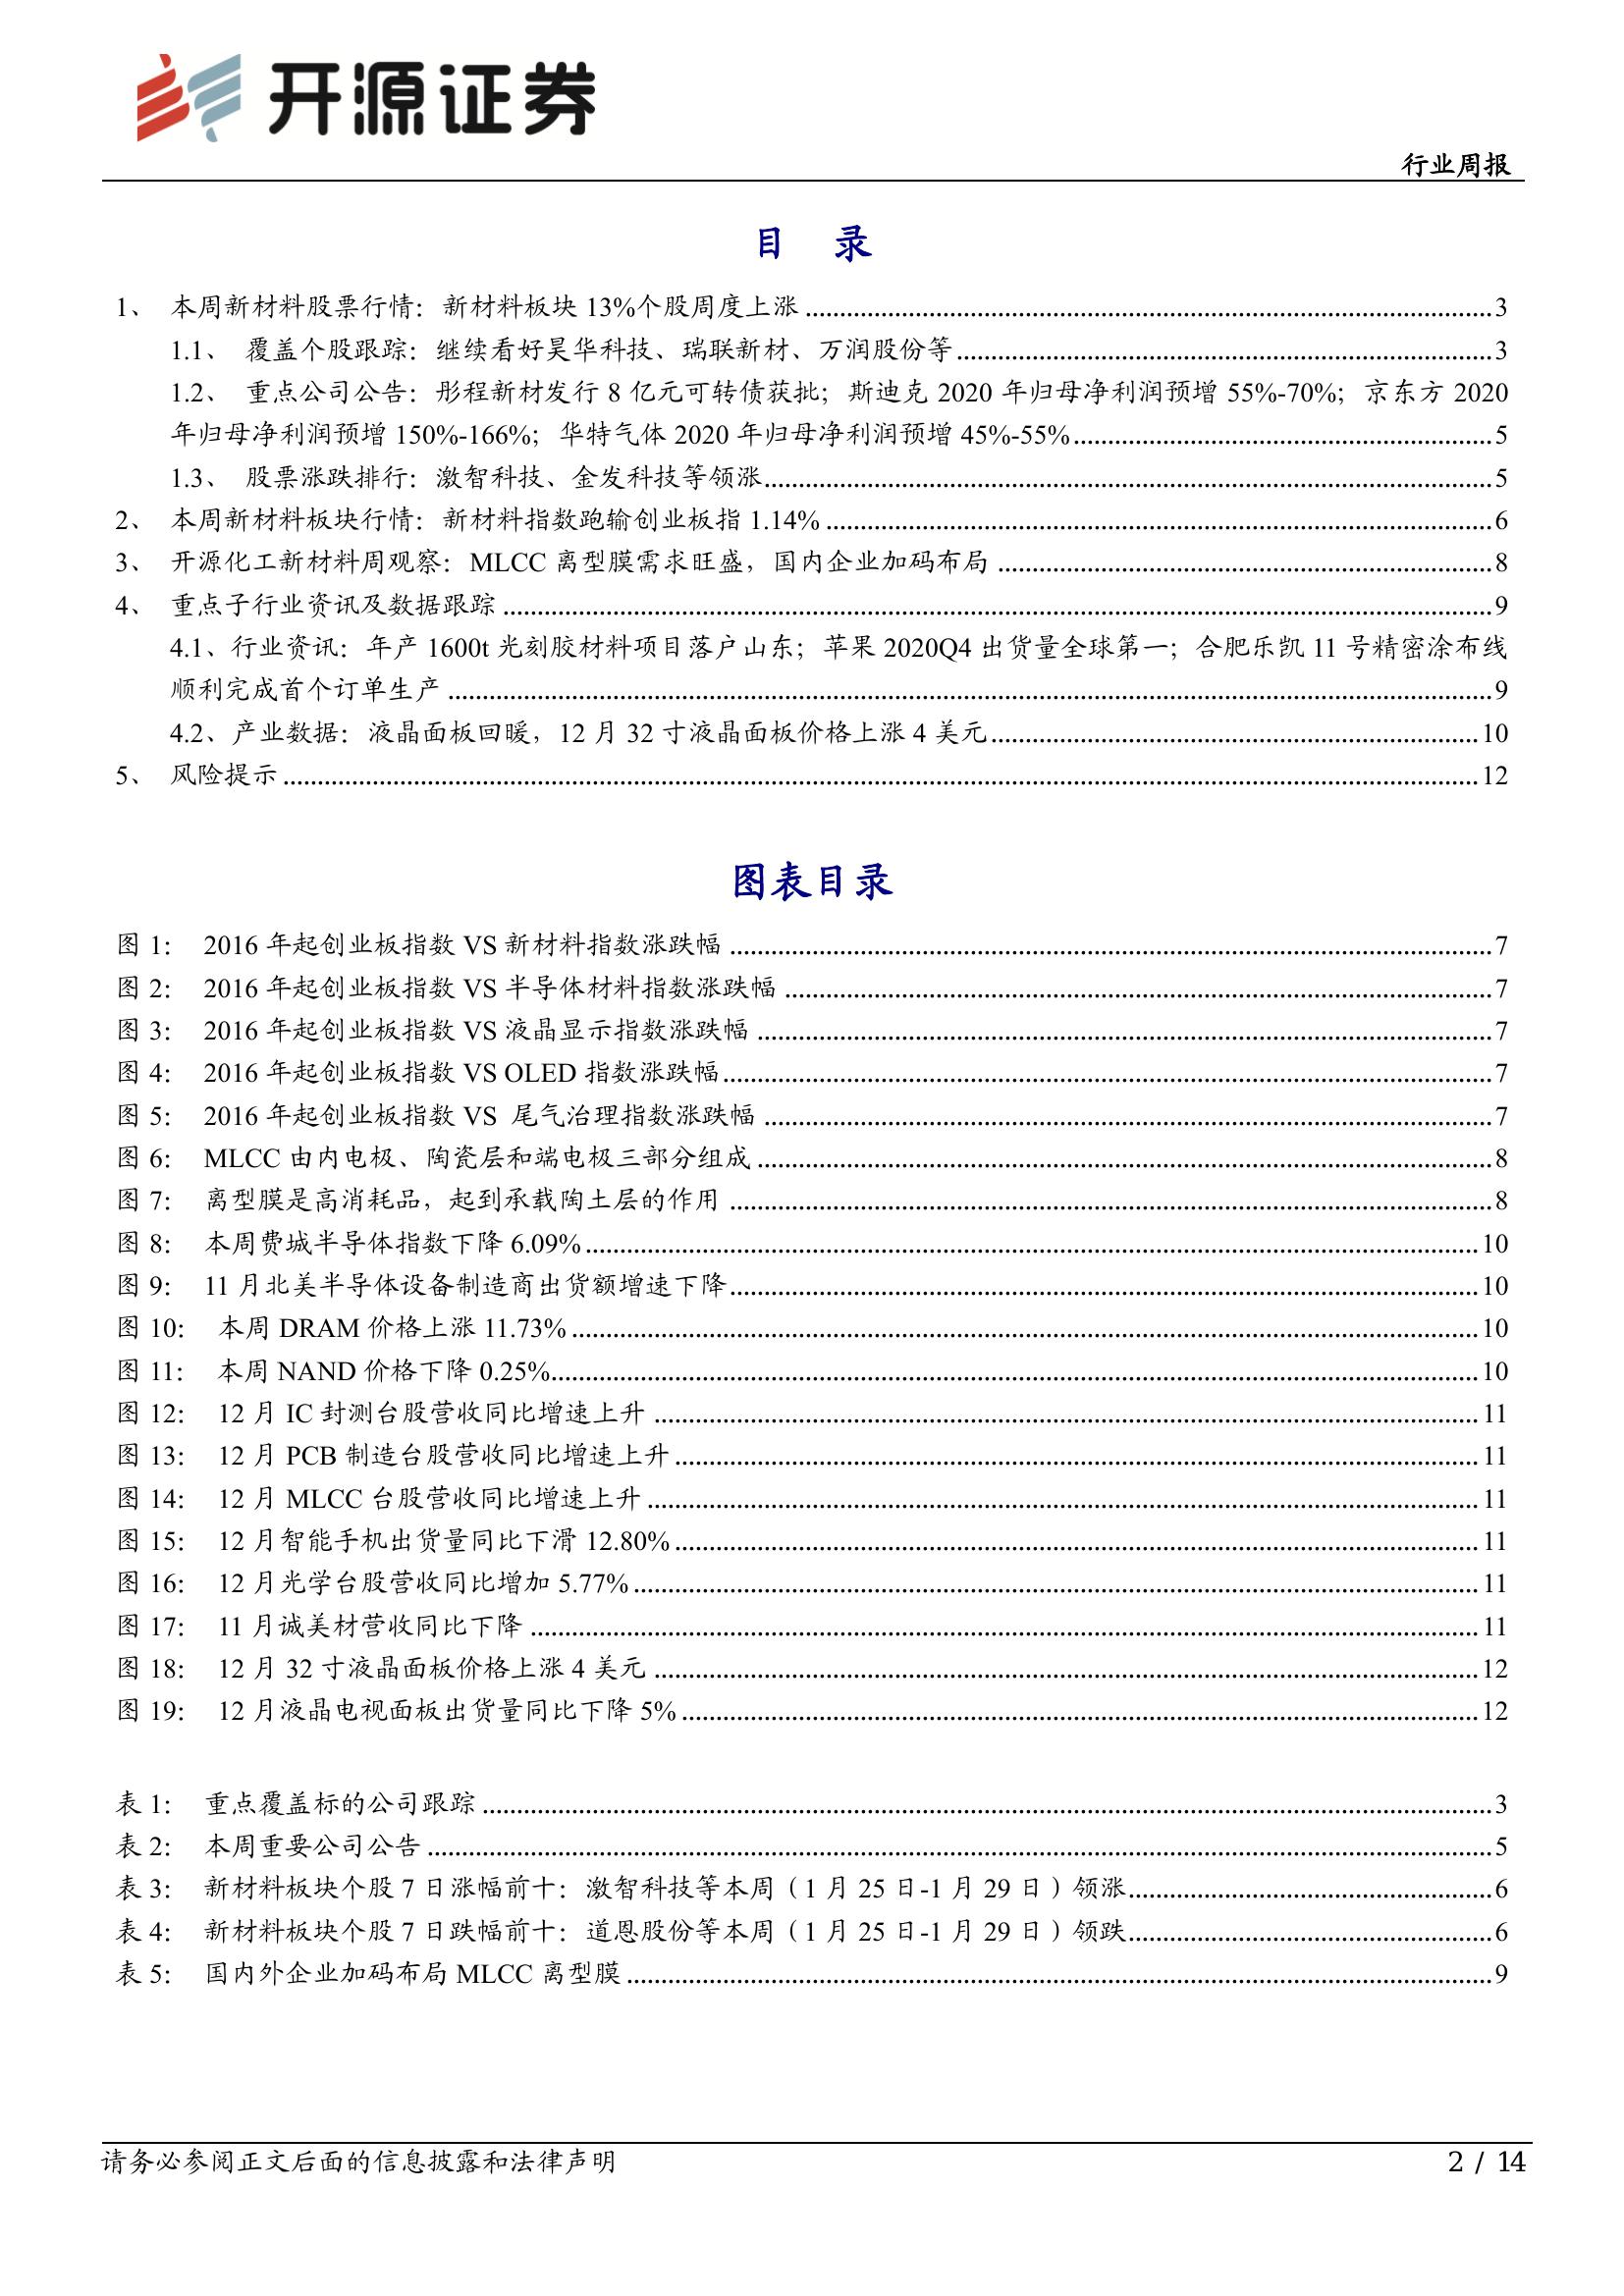 开源证券
行业周报
目 录
1、 本周新材料股票行情：新材料板块 13%个股周度上涨 3
1.1、 覆盖个股跟踪：继续看好昊华科技、瑞联新材、万润股份等 3
1.2、 重点公司公告：彤程新材发行 8 亿元可转债获批；斯迪克 2020 年归母净利润预增 55%-70%；京东方 2020
年归母净利润预增 150%-166%；华特气体 2020 年归母净利润预增 45%-55% 5
1.3、 股票涨跌排行：激智科技、金发科技等领涨 5
2、 本周新材料板块行情：新材料指数跑输创业板指 1.14% 6
3、 开源化工新材料周观察：MLCC 离型膜需求旺盛，国内企业加码布局 8
4、 重点子行业资讯及数据跟踪 9
4.1、行业资讯：年产 1600t 光刻胶材料项目落户山东；苹果 2020Q4 出货量全球第一；合肥乐凯 11 号精密涂布线
顺利完成首个订单生产 9
4.2、产业数据：液晶面板回暖，12 月 32 寸液晶面板价格上涨 4 美元 10
5、 风险提示 12
图表目录
图 1： 2016 年起创业板指数 VS 新材料指数涨跌幅 7
图 2： 2016 年起创业板指数 VS 半导体材料指数涨跌幅 7
图 3： 2016 年起创业板指数 VS 液晶显示指数涨跌幅 7
图 4： 2016 年起创业板指数 VS OLED 指数涨跌幅 7
图 5： 2016 年起创业板指数 VS 尾气治理指数涨跌幅 7
图 6： MLCC 由内电极、陶瓷层和端电极三部分组成 8
图 7： 离型膜是高消耗品，起到承载陶土层的作用 8
图 8： 本周费城半导体指数下降 6.09% 10
图 9： 11 月北美半导体设备制造商出货额增速下降 10
图 10： 本周 DRAM 价格上涨 11.73% 10
图 11： 本周 NAND 价格下降 0.25% 10
图 12： 12 月 IC 封测台股营收同比增速上升 11
图 13： 12 月 PCB 制造台股营收同比增速上升 11
图 14： 12 月 MLCC 台股营收同比增速上升 11
图 15： 12 月智能手机出货量同比下滑 12.80% 11
图 16： 12 月光学台股营收同比增加 5.77% 11
图 17： 11 月诚美材营收同比下降 11
图 18： 12 月 32 寸液晶面板价格上涨 4 美元 12
图 19： 12 月液晶电视面板出货量同比下降 5% 12
表 1： 重点覆盖标的公司跟踪 3
表 2： 本周重要公司公告 5
表 3： 新材料板块个股 7 日涨幅前十：激智科技等本周（1 月 25 日-1 月 29 日）领涨 6
表 4： 新材料板块个股 7 日跌幅前十：道恩股份等本周（1 月 25 日-1 月 29 日）领跌 6
表 5： 国内外企业加码布局 MLCC 离型膜 9
请务必参阅正文后面的信息披露和法律声明
2 / 14